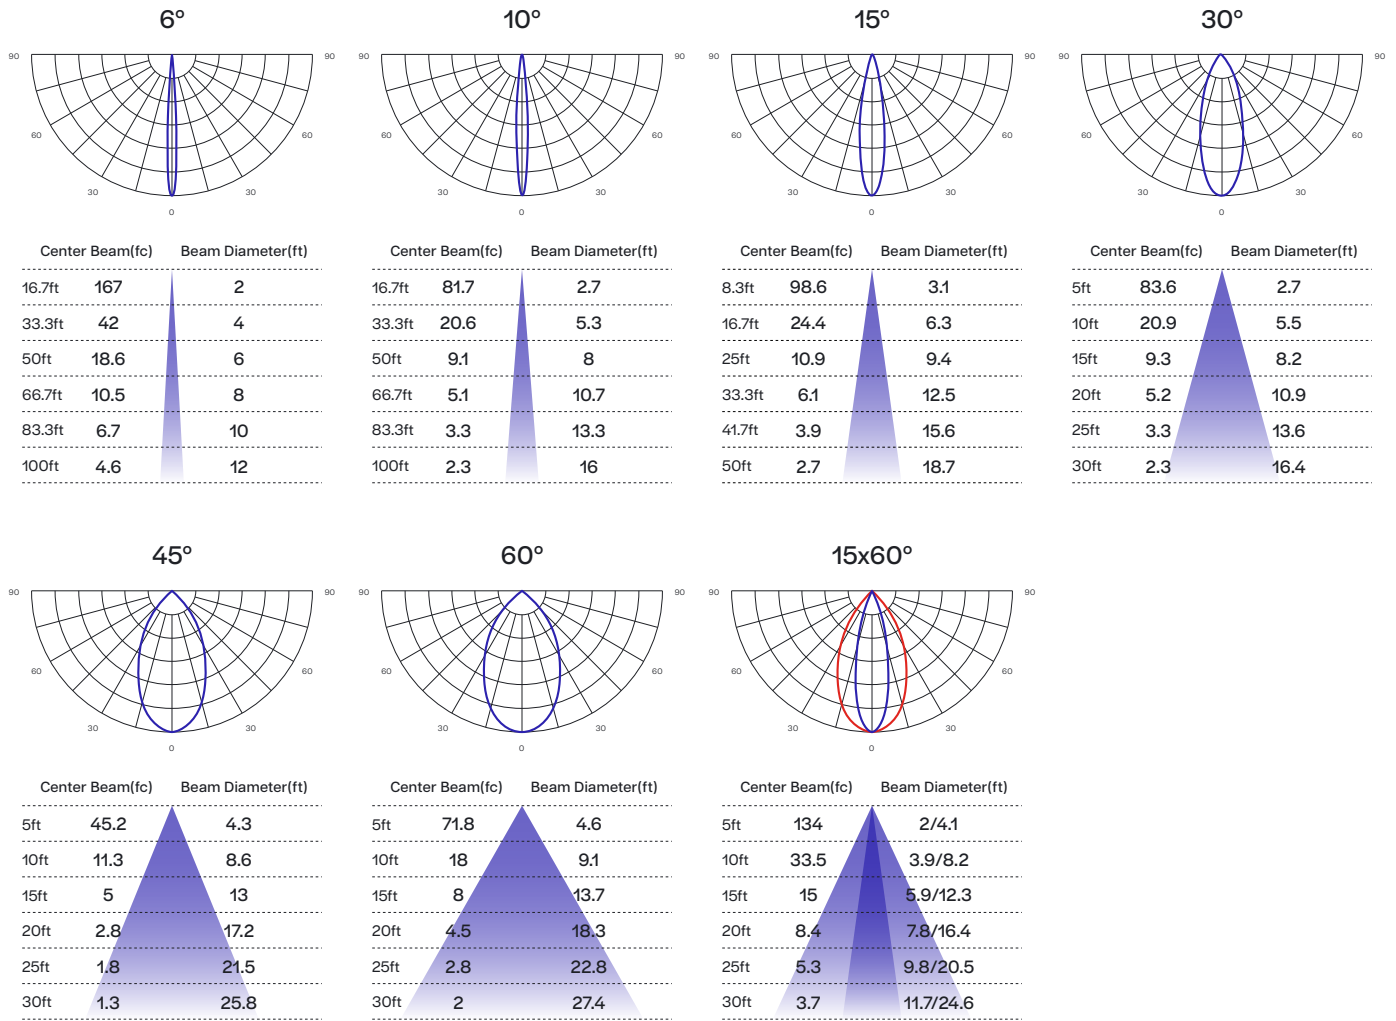 6°
10°
15°
30°
90 90 90 90 90 90 90 90
60 60 60 60 60 60 60 60
30 30 30 30 30 30 30 30
0 0 0 0
Center Beam(fc) Beam Diameter(ft) Center Beam(fc) Beam Diameter(ft) Center Beam(fc) Beam Diameter(ft) Center Beam(fc) Beam Diameter(ft)
16.7ft 167 2 16.7ft 81.7 2.7 8.3ft 98.6 3.1 5ft 83.6 2.7
33.3ft 42 4 33.3ft 20.6 5.3 16.7ft 24.4 6.3 10ft 20.9 5.5
50ft 18.6 6 50ft 9.1 8 25ft 10.9 9.4 15ft 9.3 8.2
66.7ft 10.5 8 66.7ft 5.1 10.7 33.3ft 6.1 12.5 20ft 5.2 10.9
83.3ft 6.7 10 83.3ft 3.3 13.3 41.7ft 3.9 15.6 25ft 3.3 13.6
100ft 4.6 12 100ft 2.3 16 50ft 2.7 18.7 30ft 2.3 16.4
45°
60°
15x60°
90 90 90 90 90 90
60 60 60 60 60 60
30 30 30 30 30 30
0 0 0
Center Beam(fc) Beam Diameter(ft) Center Beam(fc) Beam Diameter(ft) Center Beam(fc) Beam Diameter(ft)
5ft 45.2 4.3 5ft 71.8 4.6 5ft 134 2/4.1
10ft 11.3 8.6 10ft 18 9.1 10ft 33.5 3.9/8.2
15ft 5 13 15ft 8 13.7 15ft 15 5.9/12.3
20ft 2.8 17.2 20ft 4.5 18.3 20ft 8.4 7.8/16.4
25ft 1.8 21.5 25ft 2.8 22.8 25ft 5.3 9.8/20.5
30ft 1.3 25.8 30ft 2 27.4 30ft 3.7 11.7/24.6